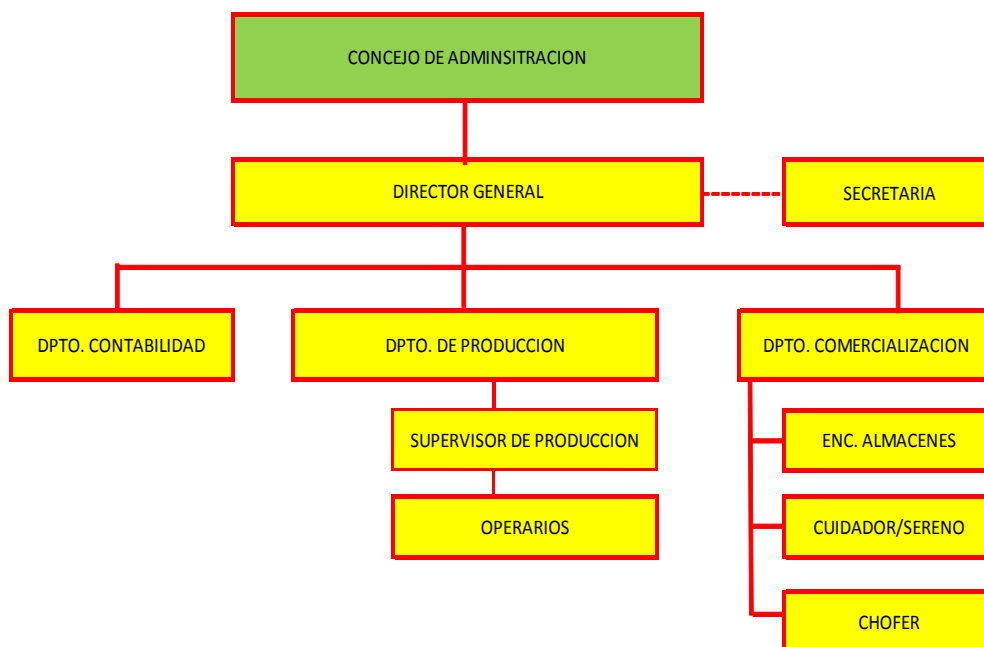 CONCEJO DE ADMINSITRACION
DIRECTOR GENERAL
SECRETARIA
DPTO. CONTABILIDAD
DPTO. DE PRODUCCION
DPTO. COMERCIALIZACION
SUPERVISOR DE PRODUCCION
ENC. ALMACENES
OPERARIOS
CUIDADOR/SERENO
CHOFER